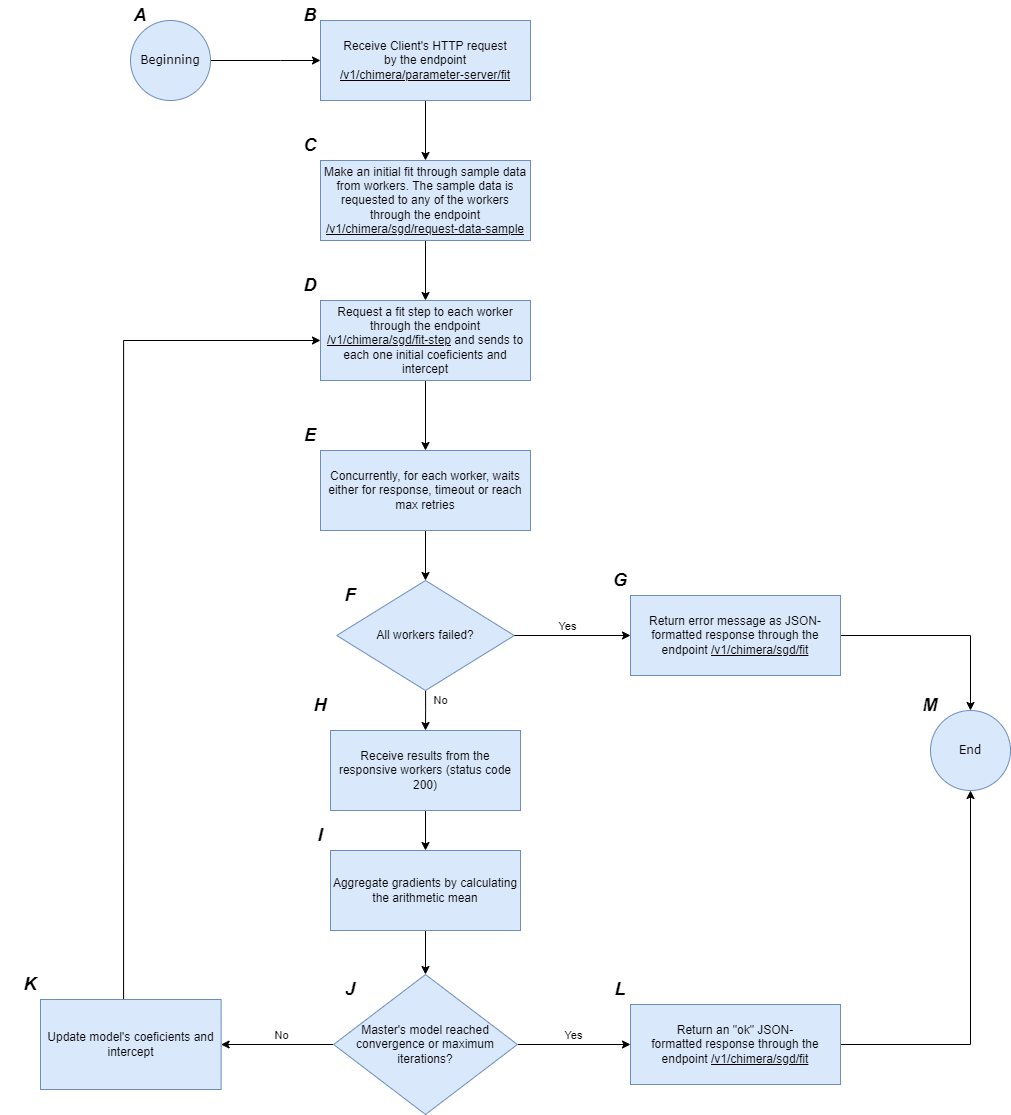 A
Beginning
B
Receive Client's HTTP request
by the endpoint
/v1/chimera/parameter-server/fit
C
Make an initial fit through sample data
from workers. The sample data is
requested to any of the workers
through the endpoint
/v1/chimera/sgd/request-data-sample
D
Request a fit step to each worker
through the endpoint
/v1/chimera/sgd/fit-step and sends to
each one initial coeficients and
intercept
E
Concurrently, for each worker, waits
either for response, timeout or reach
max retries
F
All workers failed?
Yes
G
Return error message as JSON-
formatted response through the
endpoint /v1/chimera/sgd/fit
No
H
Receive results from the
responsive workers (status code
200)
M
End
I
Aggregate gradients by calculating
the arithmetic mean
J
Master's model reached
convergence or maximum
iterations?
No
K
Update model's coeficients and
intercept
Yes
L
Return an "ok" JSON-
formatted response through the
endpoint /v1/chimera/sgd/fit